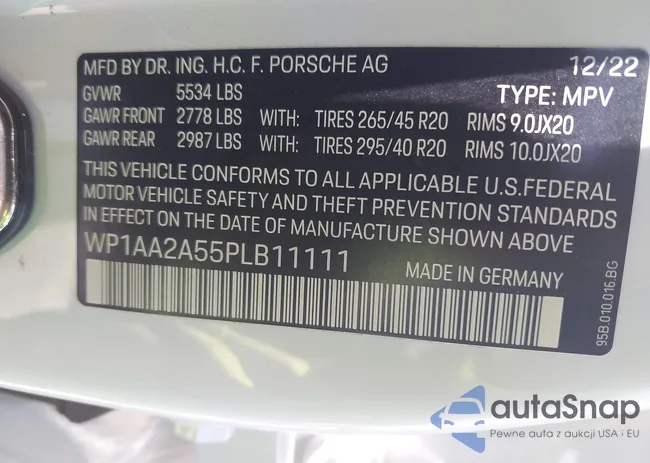 MFD BY DR. ING. H.C. F. PORSCHE AG 12/22
GVWR 5534 LBS TYPE: MPV
GAWR FRONT 2778 LBS WITH: TIRES 265/45 R20 RIMS 9.0JX20
GAWR REAR 2987 LBS WITH: TIRES 295/40 R20 RIMS 10.0JX20
THIS VEHICLE CONFORMS TO ALL APPLICABLE U.S.FEDERAL
MOTOR VEHICLE SAFETY AND THEFT PREVENTION STANDARDS
IN EFFECT ON THE DATE OF MANUFACTURE SHOWN ABOVE
WP1AA2A55PLB11111
MADE IN GERMANY
95B.010.016.BG
autaSnap
Pewne auta z aukcji USA i EU